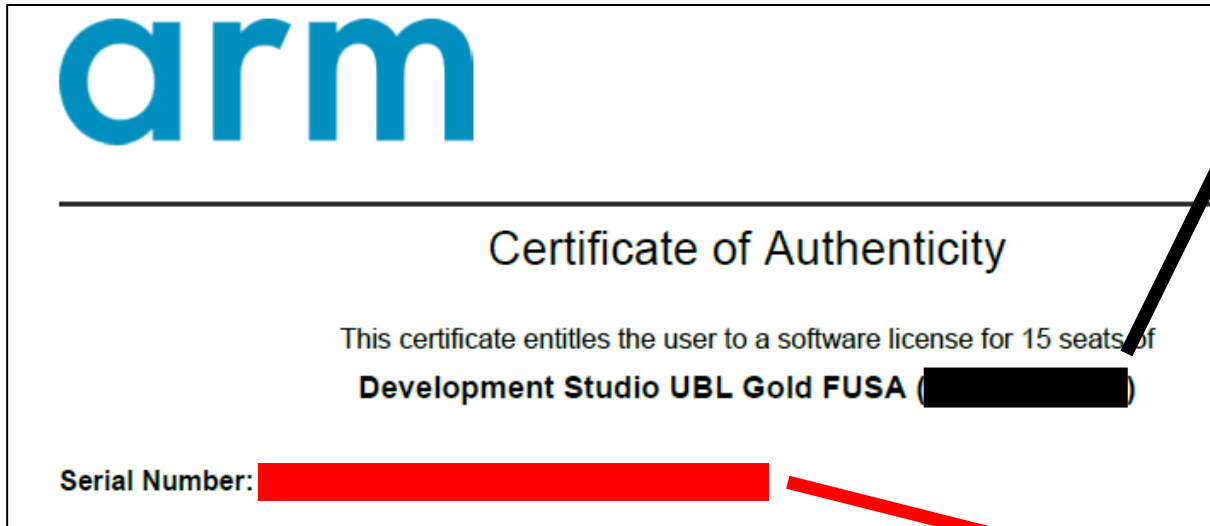 arm
Certificate of Authenticity
This certificate entitles the user to a software license for 15 seats of
Development Studio UBL Gold FUSA ( )
Serial Number: